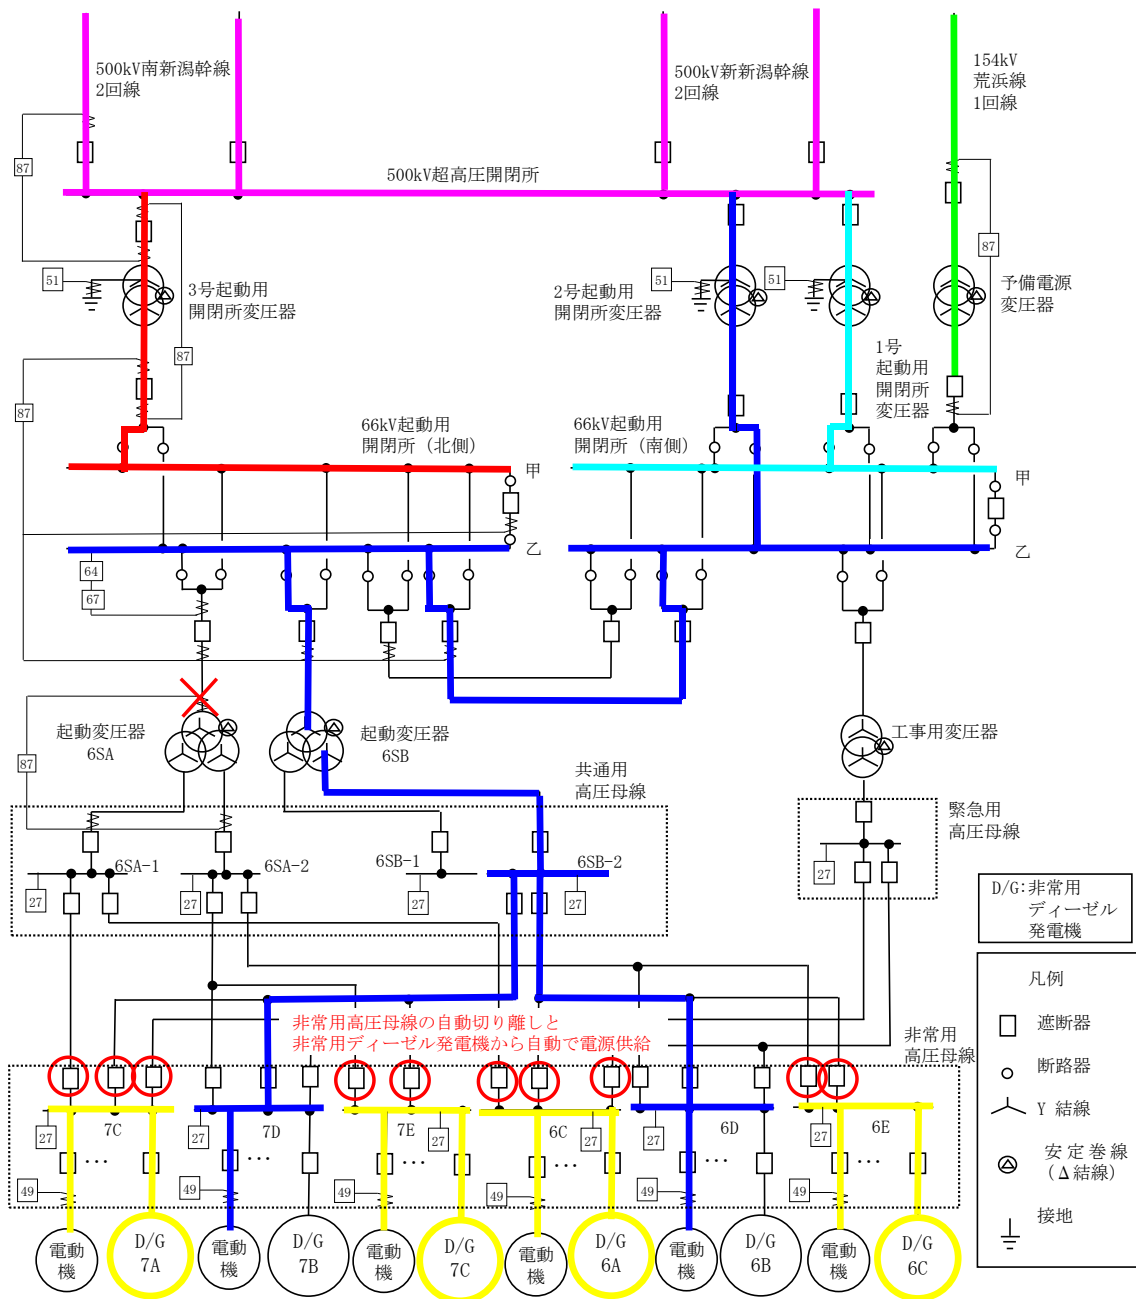 500kV南新潟幹線
2回線
500kV新新潟幹線
2回線
154kV
荒浜線
1回線
87
500kV超高圧開閉所
87
51
3号起動用
開閉所変圧器
51
2号起動用
開閉所変圧器
51
予備電源
変圧器
87
87
1号
起動用
開閉所
変圧器
66kV起動用
開閉所（北側）
66kV起動用
開閉所（南側）
甲
甲
乙
乙
64
67
起動変圧器
6SA
起動変圧器
6SB
工事用変圧器
87
共通用
高圧母線
緊急用
高圧母線
6SA-1
6SA-2
6SB-1
6SB-2
27
27
27
27
27
D/G:非常用
ディーゼル
発電機
凡例
遮断器
断路器
Y 結線
安定巻線
(Δ結線)
接地
非常用高圧母線の自動切り離しと
非常用ディーゼル発電機から自動で電源供給
非常用
高圧母線
27
7C
27
7D
7E
27
6C
27
27
6D
27
6E
…
…
…
…
…
…
49
49
49
49
49
49
電動
機
D/G
7A
電動
機
D/G
7B
電動
機
D/G
7C
電動
機
D/G
6A
電動
機
D/G
6B
電動
機
D/G
6C